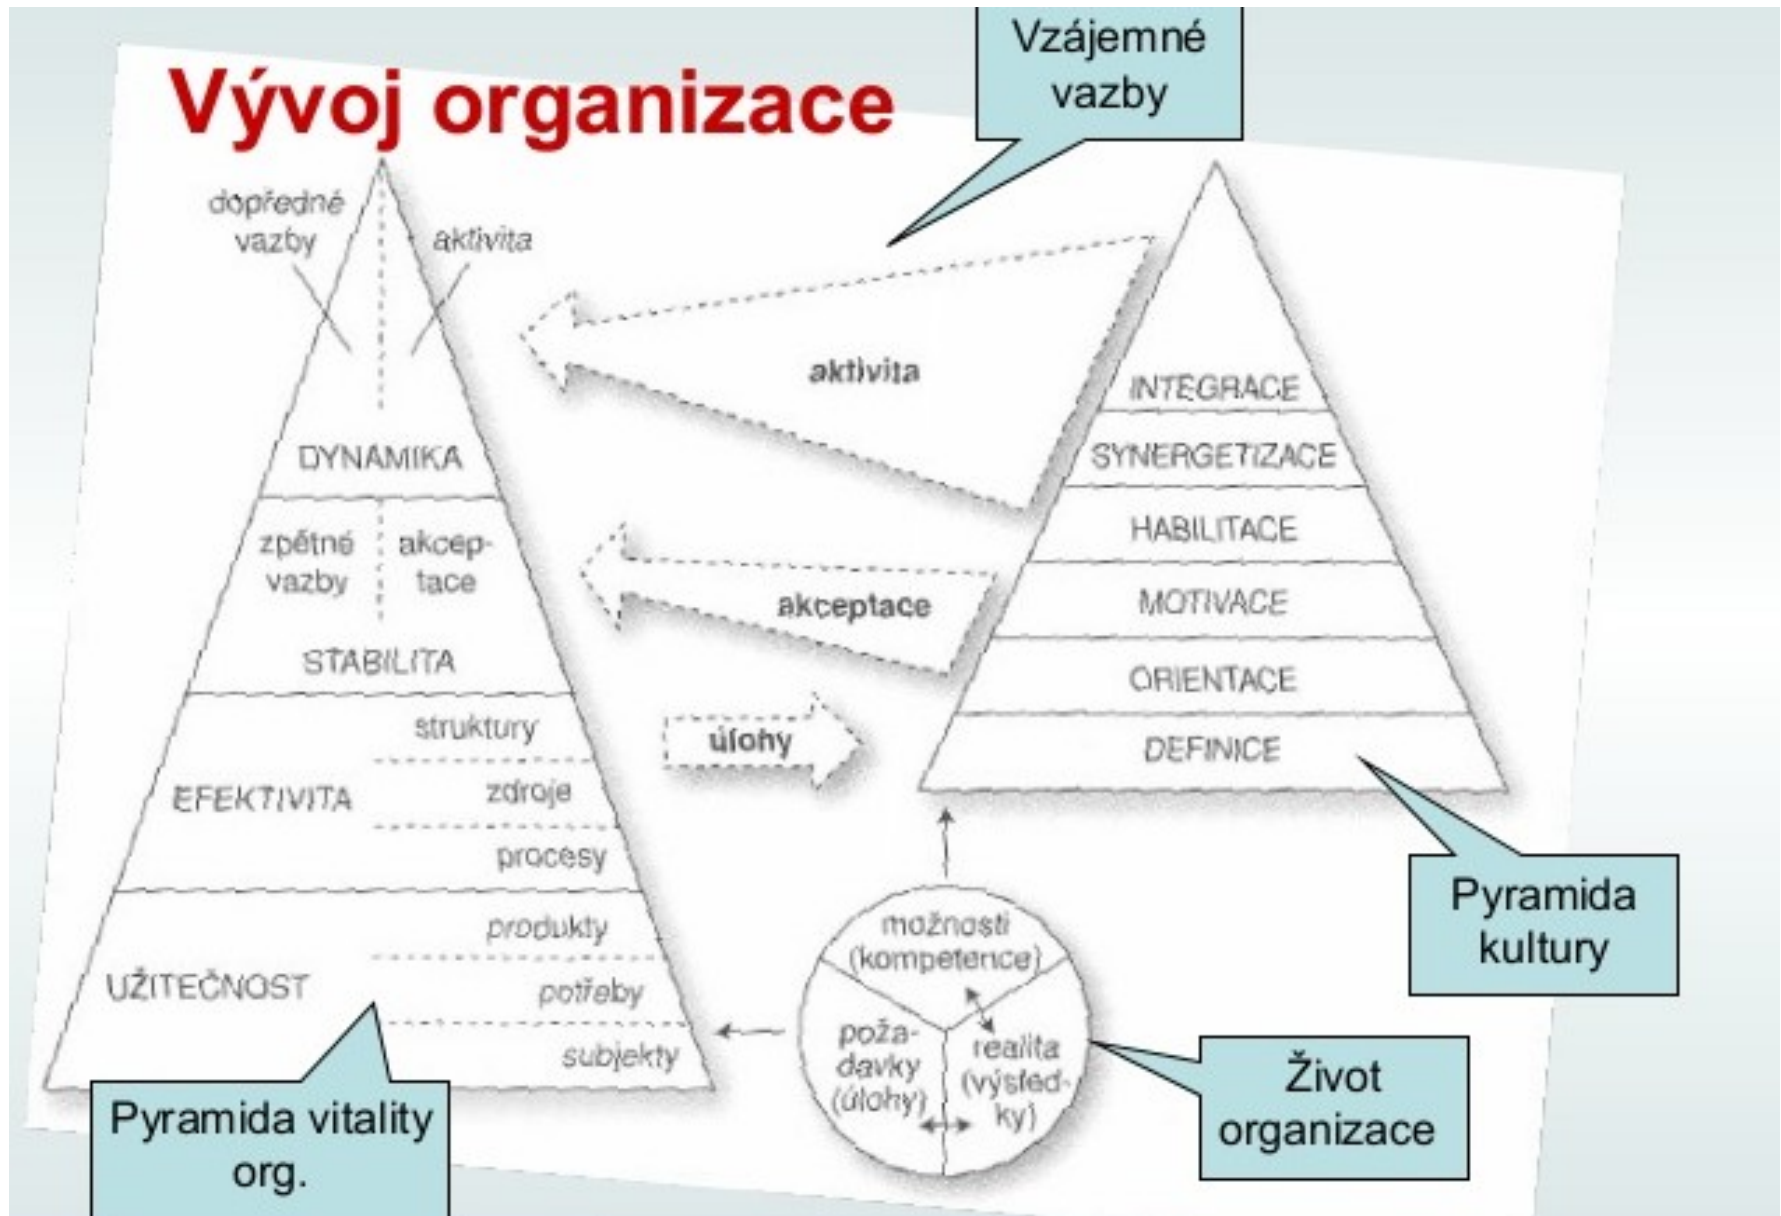 Vývoj organizace
Vzájemné
vazby
dopředné
vazby
aktivita
DYNAMIKA
zpětné
vazby
akcep-
tace
STABILITA
struktury
EFEKTIVITA
zdroje
procesy
produkty
UŽITEČNOST
potřeby
subjekty
Pyramida vitality
org.
aktivita
akceptace
úlohy
INTEGRACE
SYNERGETIZACE
HABILITACE
MOTIVACE
ORIENTACE
DEFINICE
Pyramida
kultury
možnosti
(kompetence)
poža-
davky
(úlohy)
realita
(výsled-
ky)
Život
organizace